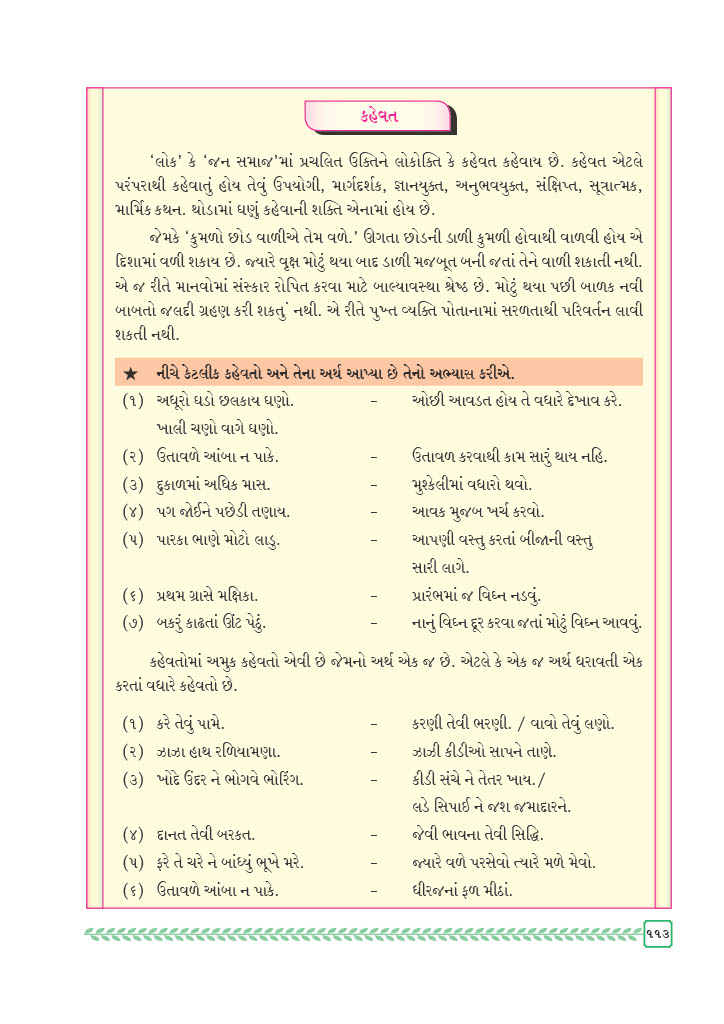 કહેવત
‘લોક’ કે ‘જન સમાજ’માં પ્રચલિત ઉક્તિને લોકોક્તિ કે કહેવત કહેવાય છે. કહેવત એટલે
પરંપરાથી કહેવાતું હોય તેવું ઉપયોગી, માર્ગદર્શક, જ્ઞાનયુક્ત, અનુભવયુક્ત, સંક્ષિપ્ત, સૂત્રાત્મક,
માર્મિક કથન. થોડામાં ઘણું કહેવાની શક્તિ એનામાં હોય છે.
જેમકે ‘કુમળો છોડ વાળીએ તેમ વળે.’ ઊગતા છોડની ડાળી કુમળી હોવાથી વાળવી હોય એ
દિશામાં વળી શકાય છે. જ્યારે વૃક્ષ મોટું થયા બાદ ડાળી મજબૂત બની જતાં તેને વાળી શકાતી નથી.
એ જ રીતે માનવોમાં સંસ્કાર રોપિત કરવા માટે બાલ્યાવસ્થા શ્રેષ્ઠ છે. મોટું થયા પછી બાળક નવી
બાબતો જલદી ગ્રહણ કરી શકતું નથી. એ રીતે પુખ્ત વ્યક્તિ પોતાનામાં સરળતાથી પરિવર્તન લાવી
શકતી નથી.
★ નીચે કેટલીક કહેવતો અને તેના અર્થ આપ્યા છે તેનો અભ્યાસ કરીએ.
(૧) અધૂરો ઘડો છલકાય ઘણો. – ઓછી આવડત હોય તે વધારે દેખાવ કરે.
ખાલી ચણો વાગે ઘણો.
(૨) ઉતાવળે આંબા ન પાકે. – ઉતાવળ કરવાથી કામ સારું થાય નહિ.
(૩) દુકાળમાં અધિક માસ. – મુશ્કેલીમાં વધારો થવો.
(૪) પગ જોઈને પછેડી તણાય. – આવક મુજબ ખર્ચ કરવો.
(૫) પારકા ભાણે મોટો લાડુ. – આપણી વસ્તુ કરતાં બીજાની વસ્તુ
સારી લાગે.
(૬) પ્રથમ ગ્રાસે મક્ષિકા. – પ્રારંભમાં જ વિઘ્ન નડવું.
(૭) બકરું કાઢતાં ઊંટ પેઠું. – નાનું વિઘ્ન દૂર કરવા જતાં મોટું વિઘ્ન આવવું.
કહેવતોમાં અમુક કહેવતો એવી છે જેમનો અર્થ એક જ છે. એટલે કે એક જ અર્થ ધરાવતી એક
કરતાં વધારે કહેવતો છે.
(૧) કરે તેવું પામે. – કરણી તેવી ભરણી. / વાવો તેવું લણો.
(૨) ઝાઝા હાથ રળિયામણા. – ઝાઝી કીડીઓ સાપને તાણે.
(૩) ખોદે ઉંદર ને ભોગવે ભોરિંગ. – કીડી સંચે ને તેતર ખાય./
લડે સિપાઈ ને જશ જમાદારને.
(૪) દાનત તેવી બરકત. – જેવી ભાવના તેવી સિદ્ધિ.
(૫) ફરે તે ચરે ને બાંધ્યું ભૂખે મરે. – જ્યારે વળે પરસેવો ત્યારે મળે મેવો.
(૬) ઉતાવળે આંબા ન પાકે. – ધીરજનાં ફળ મીઠાં.
૧૧૩